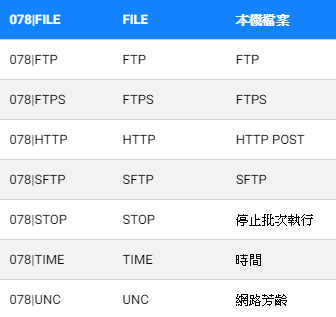 078|FILE FILE 本機檔案
078|FTP FTP FTP
078|FTPS FTPS FTPS
078|HTTP HTTP HTTP POST
078|SFTP SFTP SFTP
078|STOP STOP 停止批次執行
078|TIME TIME 時間
078|UNC UNC 網路芳齡